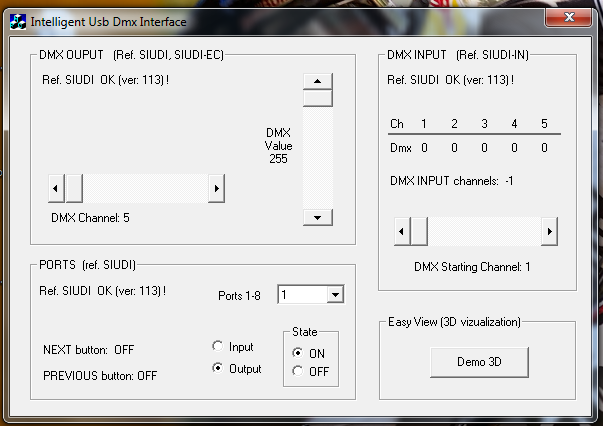 Intelligent Usb Dmx Interface
DMX OUPUT (Ref. SIUDI, SIUDI-EC)
Ref. SIUDI OK (ver: 113) !
DMX
Value
255
DMX Channel: 5
DMX INPUT (Ref. SIUDI-IN)
Ref. SIUDI OK (ver: 113) !
Ch 1 2 3 4 5
Dmx 0 0 0 0 0
DMX INPUT channels: -1
DMX Starting Channel: 1
PORTS (ref. SIUDI)
Ref. SIUDI OK (ver: 113) !
Ports 1-8 1
NEXT button: OFF
PREVIOUS button: OFF
Input
Output
State
ON
OFF
Easy View (3D vizualization)
Demo 3D